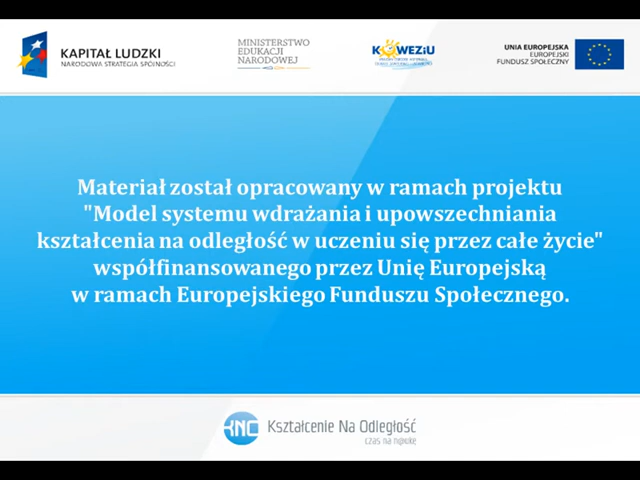 KAPITAŁ LUDZKI
NARODOWA STRATEGIA SPÓJNOŚCI
MINISTERSTWO
EDUKACJI
NARODOWEJ
KOWEZiU
UNIA EUROPEJSKA
EUROPEJSKI
FUNDUSZ SPOŁECZNY
Materiał został opracowany w ramach projektu
"Model systemu wdrażania i upowszechniania
kształcenia na odległość w uczeniu się przez całe życie"
współfinansowanego przez Unię Europejską
w ramach Europejskiego Funduszu Społecznego.
KNO Kształcenie Na Odległość
czas na n@ukę